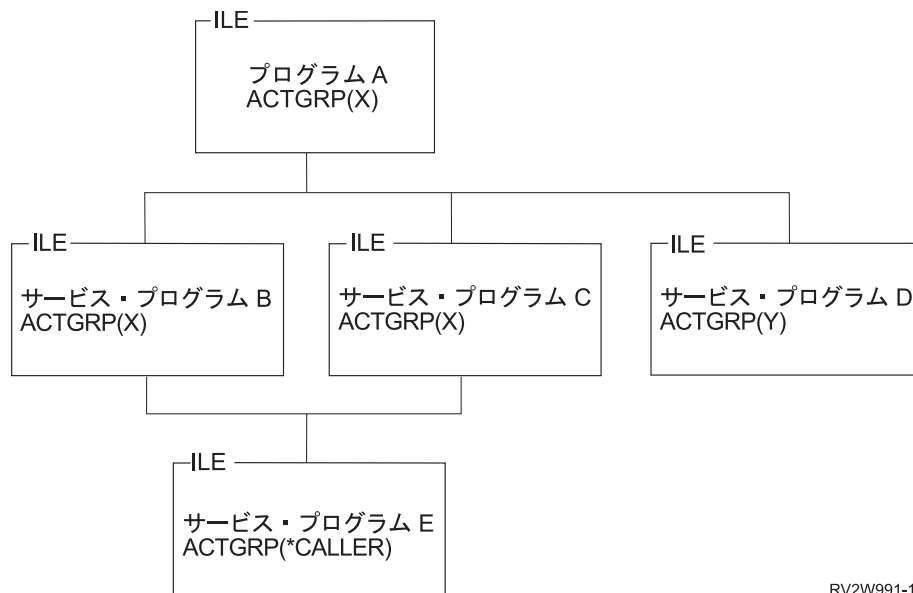 ILE
プログラム A
ACTGRP(X)
ILE
サービス・プログラム B
ACTGRP(X)
ILE
サービス・プログラム C
ACTGRP(X)
ILE
サービス・プログラム D
ACTGRP(Y)
ILE
サービス・プログラム E
ACTGRP(*CALLER)
RV2W991-1